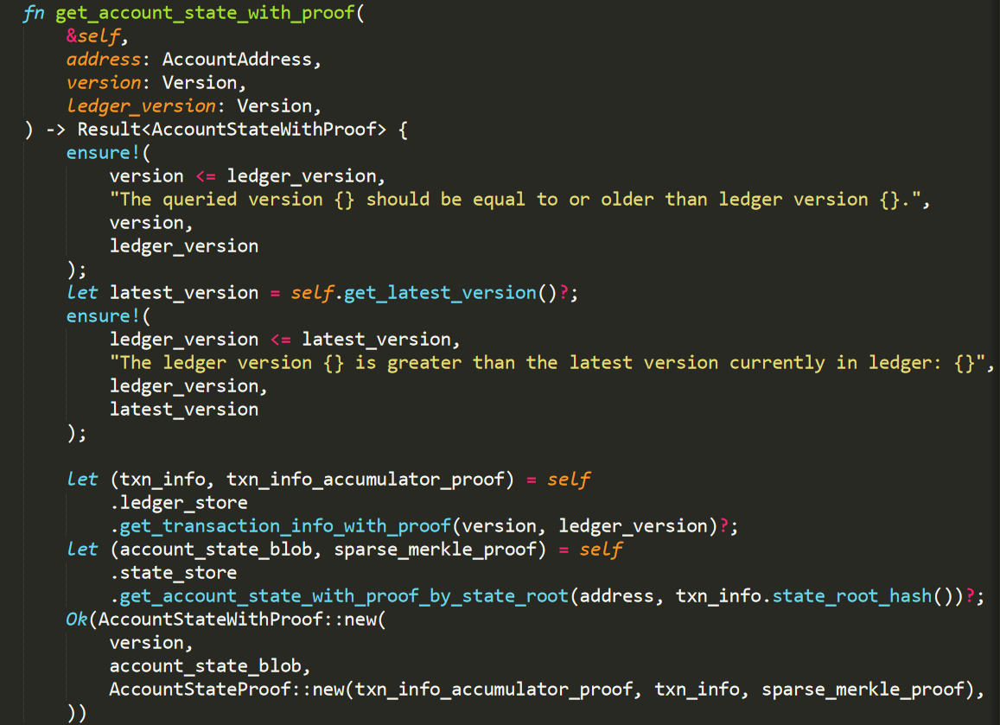 fn get_account_state_with_proof(
    &self,
    address: AccountAddress,
    version: Version,
    ledger_version: Version,
) -> Result<AccountStateWithProof> {
    ensure!(
        version <= ledger_version,
        "The queried version {} should be equal to or older than ledger version {}.",
        version,
        ledger_version
    );
    let latest_version = self.get_latest_version()?;
    ensure!(
        ledger_version <= latest_version,
        "The ledger version {} is greater than the latest version currently in ledger: {}",
        ledger_version,
        latest_version
    );

    let (txn_info, txn_info_accumulator_proof) = self
        .ledger_store
        .get_transaction_info_with_proof(version, ledger_version)?;
    let (account_state_blob, sparse_merkle_proof) = self
        .state_store
        .get_account_state_with_proof_by_state_root(address, txn_info.state_root_hash())?;
    Ok(AccountStateWithProof::new(
        version,
        account_state_blob,
        AccountStateProof::new(txn_info_accumulator_proof, txn_info, sparse_merkle_proof),
    ))